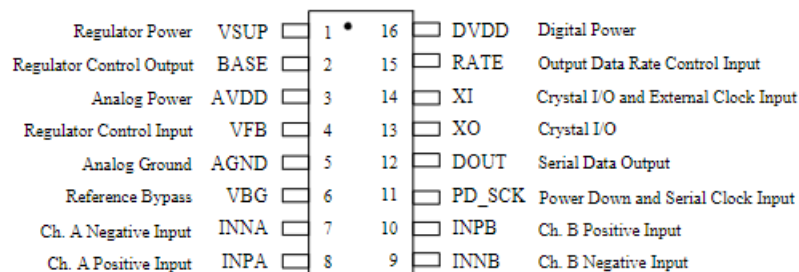 Regulator Power VSUP 1 16 DVDD Digital Power
Regulator Control Output BASE 2 15 RATE Output Data Rate Control Input
Analog Power AVDD 3 14 XI Crystal I/O and External Clock Input
Regulator Control Input VFB 4 13 XO Crystal I/O
Analog Ground AGND 5 12 DOUT Serial Data Output
Reference Bypass VBG 6 11 PD_SCK Power Down and Serial Clock Input
Ch. A Negative Input INNA 7 10 INPB Ch. B Positive Input
Ch. A Positive Input INPA 8 9 INNB Ch. B Negative Input